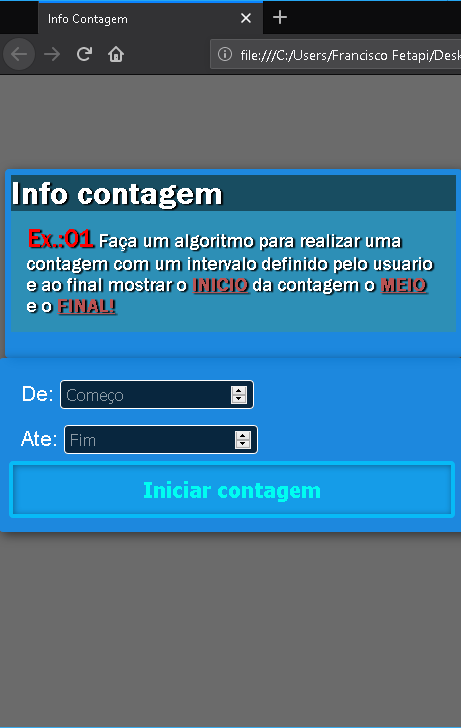 Info Contagem
file:///C:/Users/Francisco Fetapi/Desk
Info contagem
Ex.:01 Faça um algoritmo para realizar uma
contagem com um intervalo definido pelo usuario
e ao final mostrar o INICIO da contagem o MEIO
e o FINAL!
De: Começo
Ate: Fim
Iniciar contagem